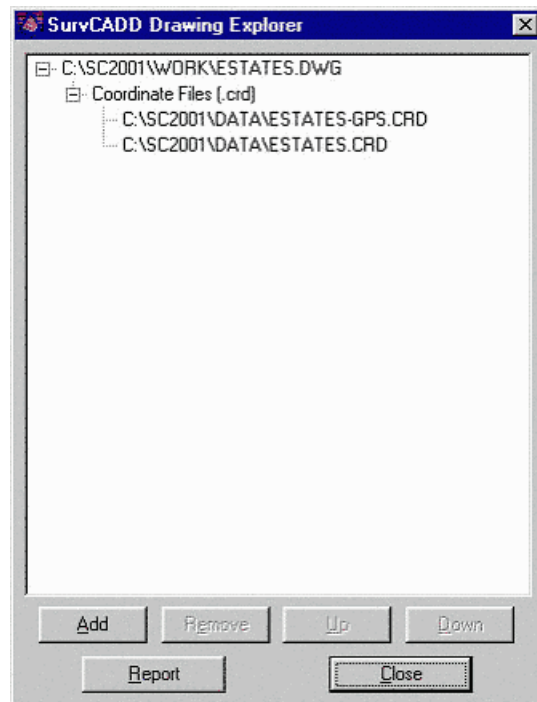 SurvCADD Drawing Explorer
C:\SC2001\WORK\ESTATES.DWG
Coordinate Files (.crd)
C:\SC2001\DATA\ESTATES-GPS.CRD
C:\SC2001\DATA\ESTATES.CRD
Add Remove Up Down
Report Close